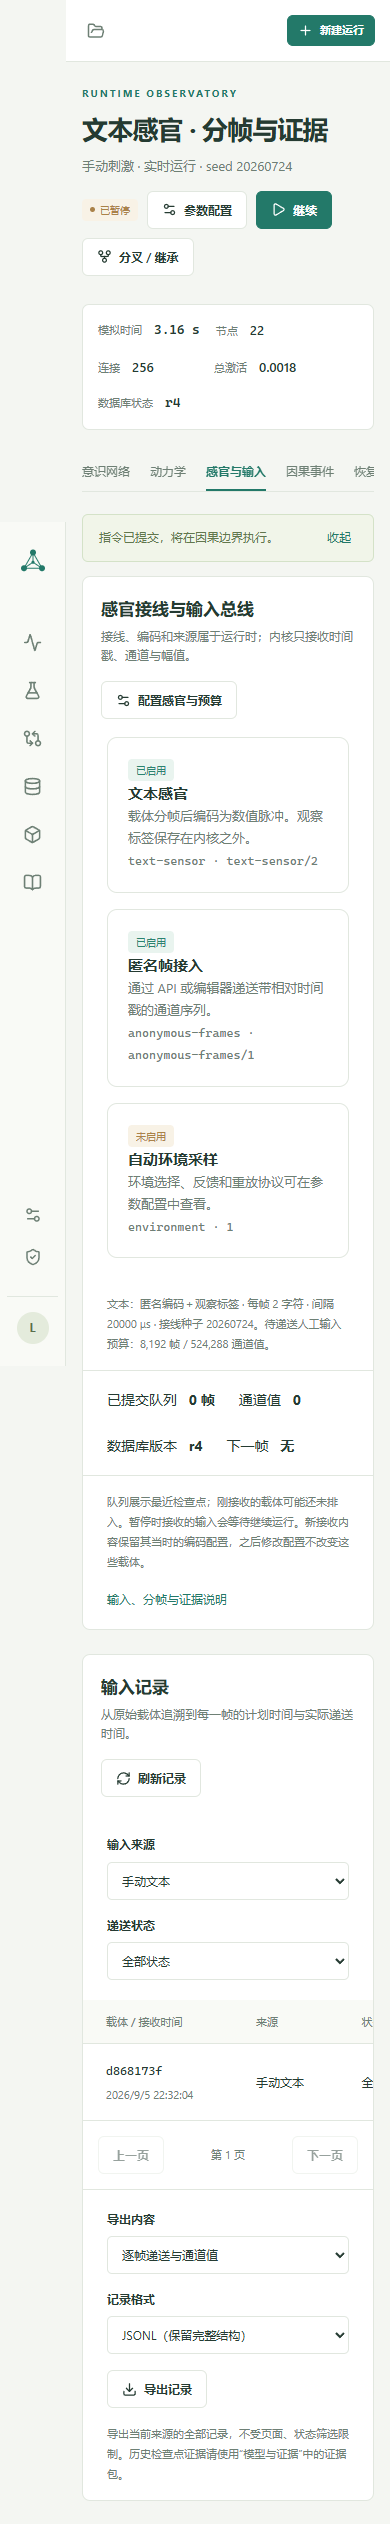 新建运行
RUNTIME OBSERVATORY
文本感官 · 分帧与证据
手动刺激 · 实时运行 · seed 20260724
已暂停 参数配置 继续
分叉 / 继承
模拟时间 3.16 s 节点 22
连接 256 总激活 0.0018
数据库状态 r4
意识网络 动力学 感官与输入 因果事件
指令已提交，将在因果边界执行。 收起
感官接线与输入总线
接线、编码和来源属于运行时；内核只接收时间
戳、通道与幅值。
配置感官与预算
已启用
文本感官
载体分帧后编码为数值脉冲。观察
标签保存在内核之外。
text-sensor · text-sensor/2
已启用
匿名帧接入
通过 API 或编辑器递送带相对时间
戳的通道序列。
anonymous-frames ·
anonymous-frames/1
未启用
自动环境采样
环境选择、反馈和重放协议可在参
数配置中查看。
environment · 1
L
文本：匿名编码 + 观察标签 · 每帧 2 字符 · 间隔
20000 μs · 接线种子 20260724。待递送人工输入
预算：8,192 帧 / 524,288 通道值。
已提交队列 0 帧 通道值 0
数据库版本 r4 下一帧 无
队列展示最近检查点；刚接收的载体可能还未排
入。暂停时接收的输入会等待继续运行。新接收内
容保留其当时的编码配置，之后修改配置不改变这
些载体。
输入、分帧与证据说明
输入记录
从原始载体追溯到每一帧的计划时间与实际递送
时间。
刷新记录
输入来源
手动文本
递送状态
全部状态
载体 / 接收时间 来源 状
d868173f
2026/9/5 22:32:04
手动文本 全
上一页 第 1 页 下一页
导出内容
逐帧递送与通道值
记录格式
JSONL（保留完整结构）
导出记录
导出当前来源的全部记录，不受页面、状态筛选限
制。历史检查点证据请使用“模型与证据”中的证据
包。